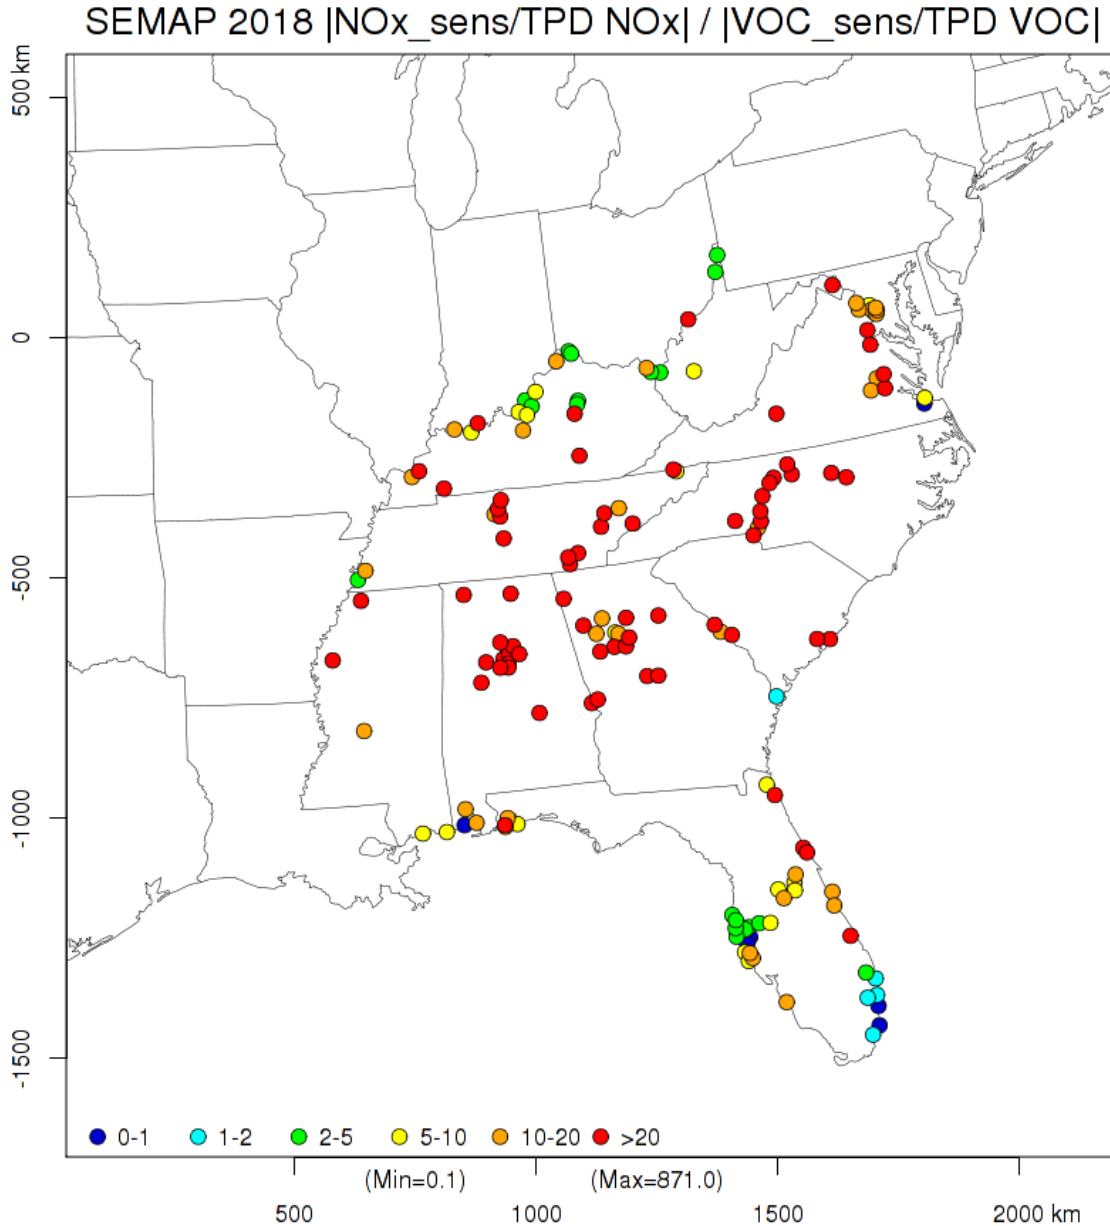 SEMAP 2018 |NOx_sens/TPD NOx| / |VOC_sens/TPD VOC|
500 km
0
-500
-1000
-1500
0-1 1-2 2-5 5-10 10-20 >20
(Min=0.1) (Max=871.0)
500 1000 1500 2000 km